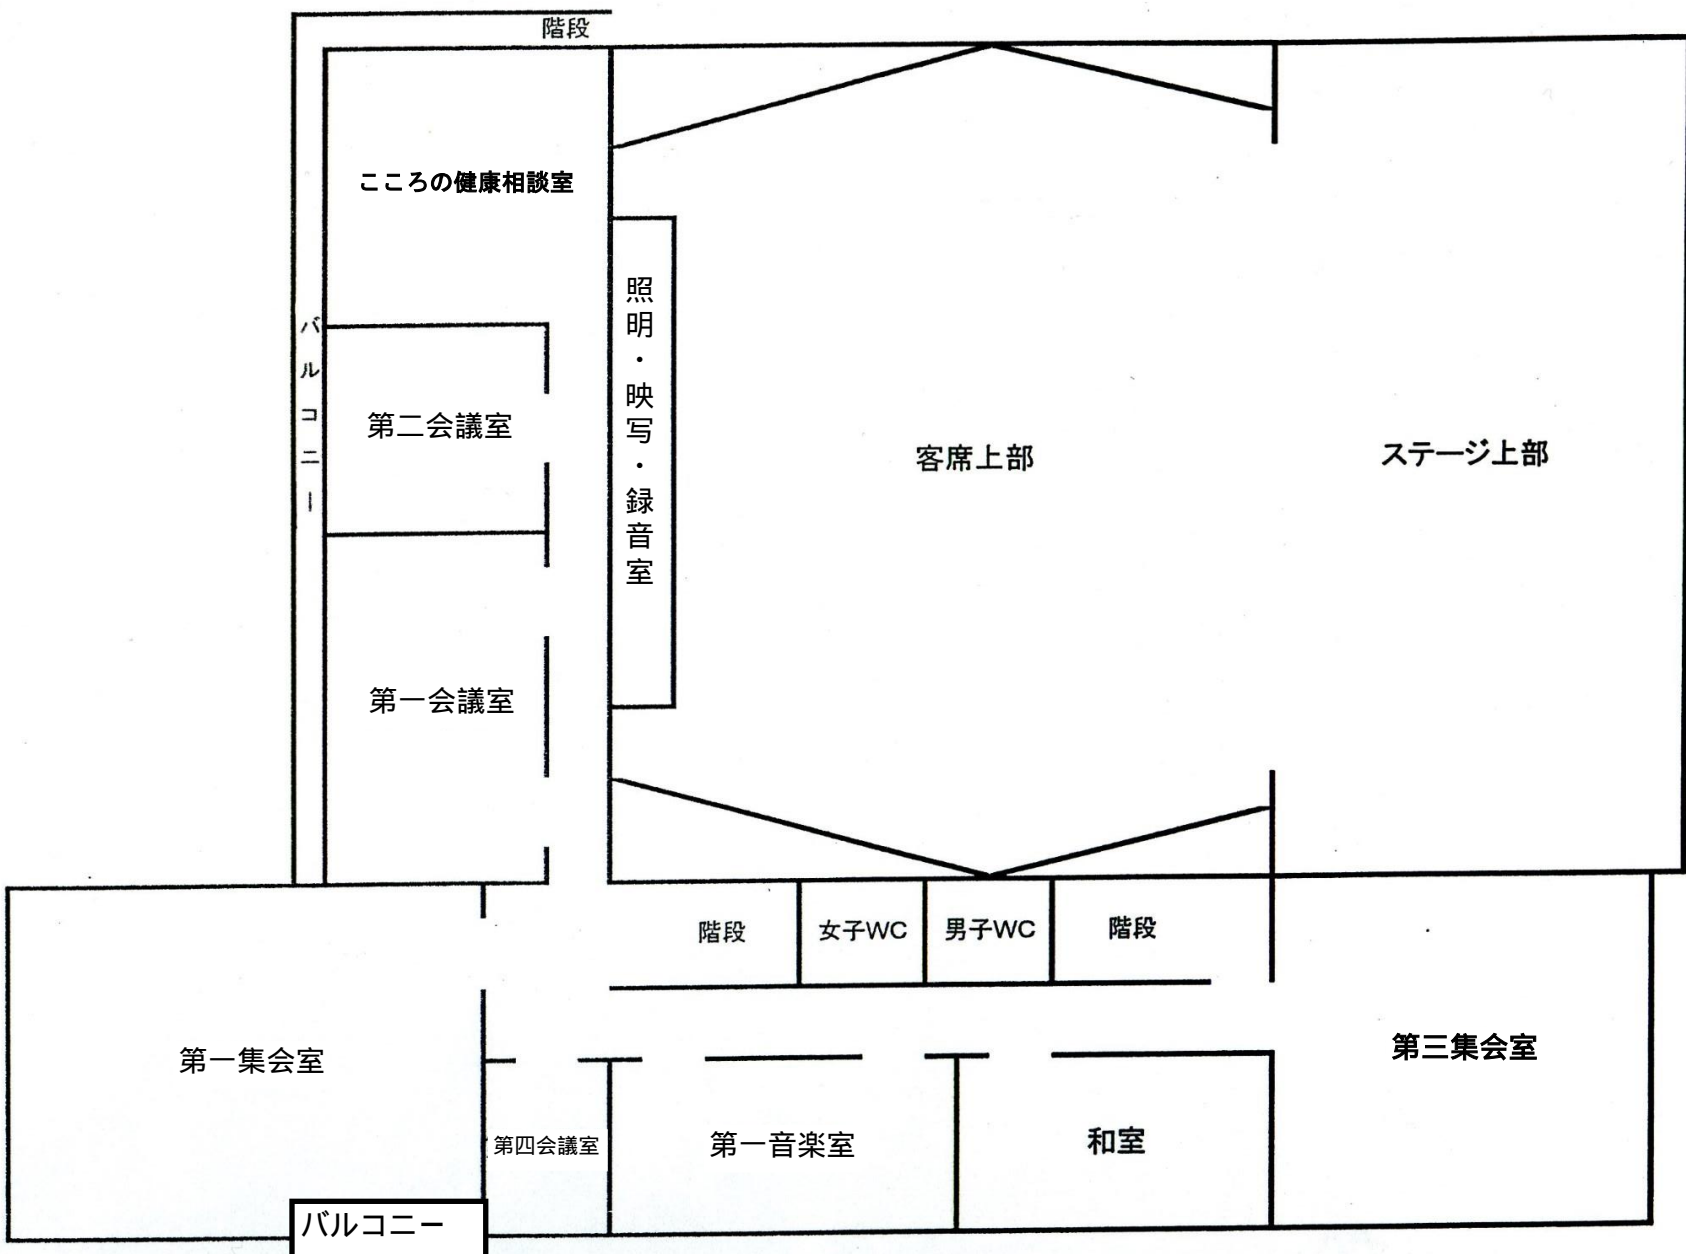 階段
こころの健康相談室
バルコニー
照明・映写・録音室
第二会議室
客席上部
ステージ上部
第一会議室
階段
女子WC
男子WC
階段
第一集会室
第三集会室
第四会議室
第一音楽室
和室
バルコニー